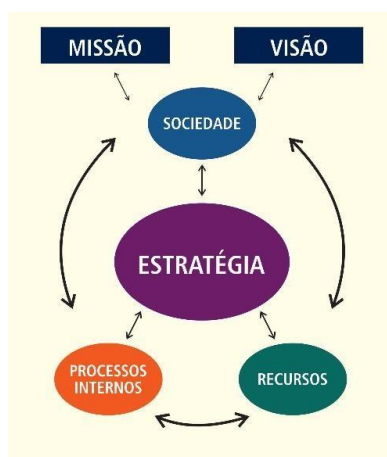 MISSÃO
VISÃO
SOCIEDADE
ESTRATÉGIA
PROCESSOS
INTERNOS
RECURSOS